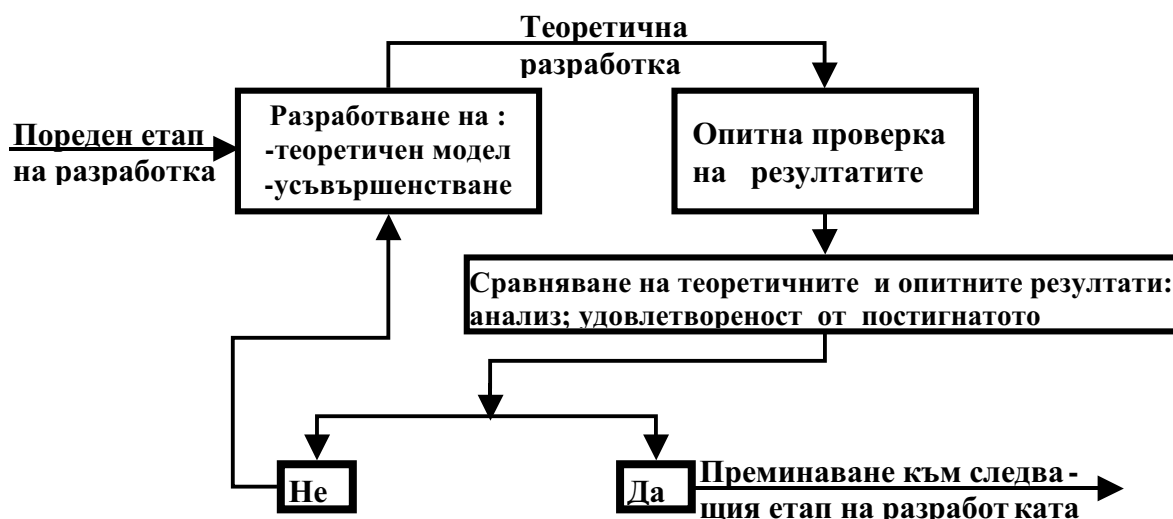 Теоретична
разработка
Пореден етап
на разработка
Разработване на :
-теоретичен модел
-усъвършенстване
Опитна проверка
на резултатите
Сравняване на теоретичните и опитните резултати:
анализ; удовлетвореност от постигнатото
Не
Да
Преминаване към следва -
щия етап на разработ ката